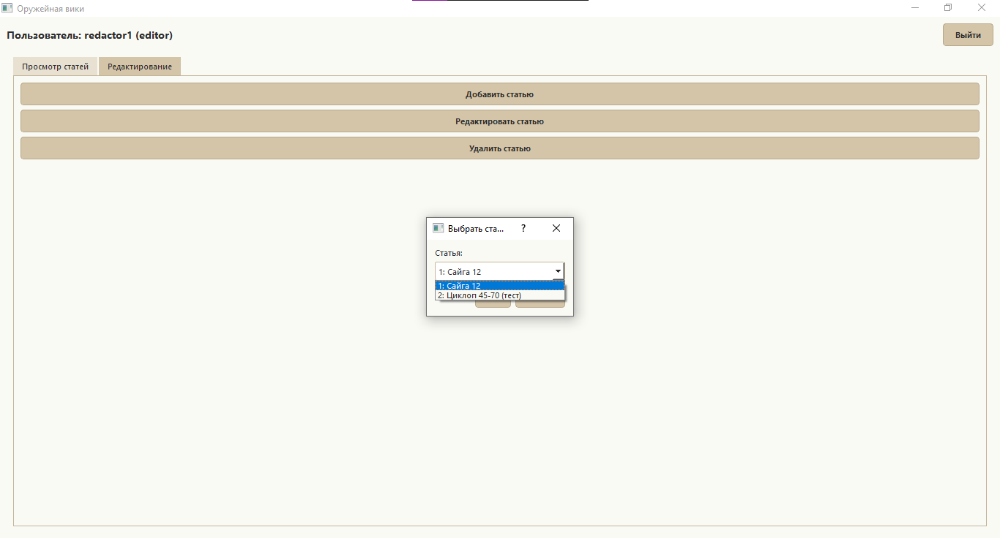 Оружейная вики
Пользователь: redactor1 (editor)
Выйти
Просмотр статей
Редактирование
Добавить статью
Редактировать статью
Удалить статью
Выбрать ста...
?
Статья:
1: Сайга 12
1: Сайга 12
2: Циклоп 45-70 (тест)